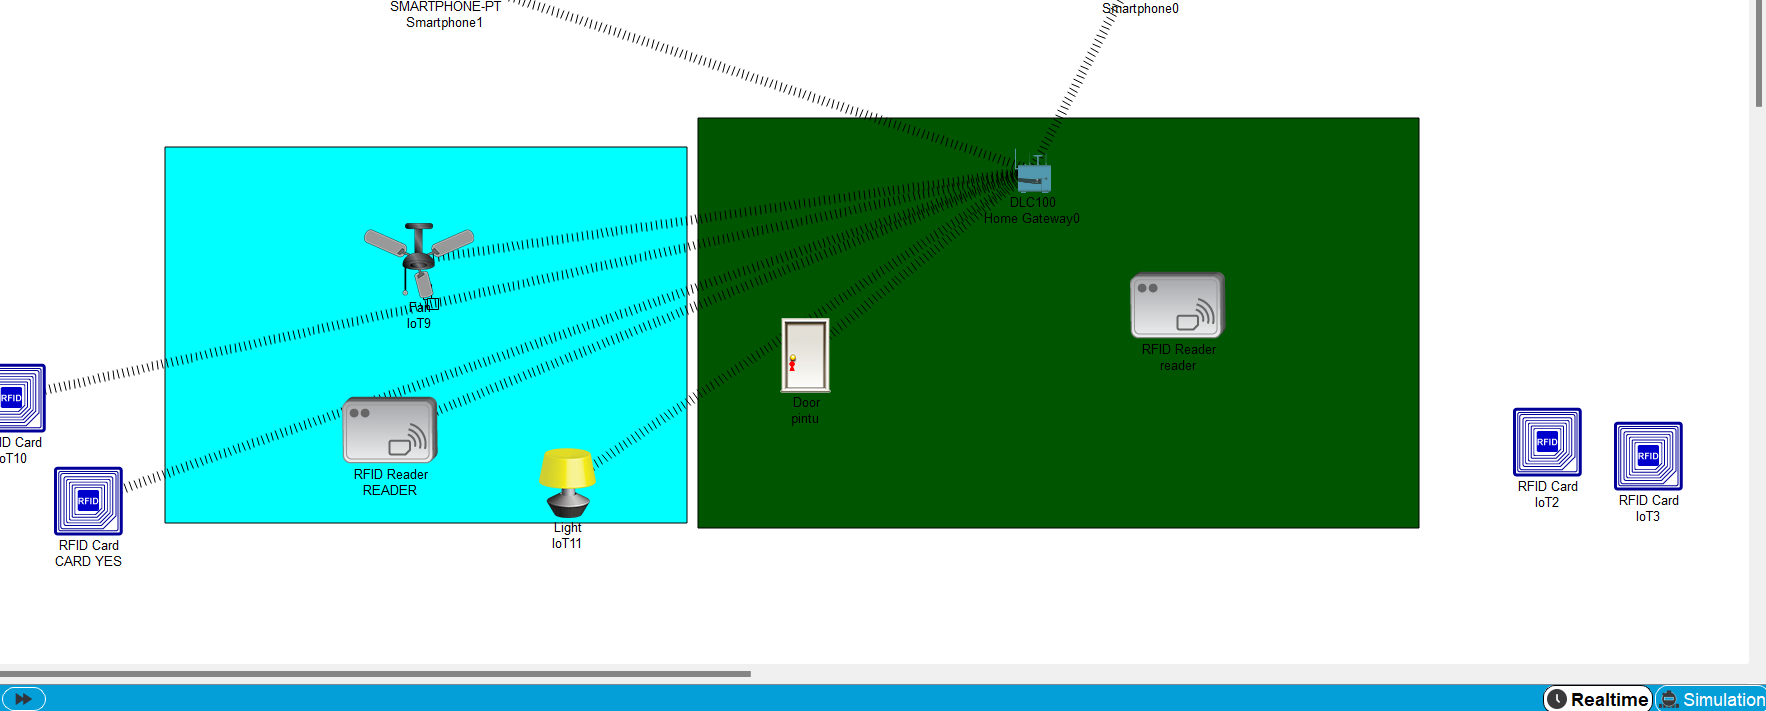 SMARTPHONE-PT
Smartphone1
Smartphone0
DLC100
Home Gateway0
Fan
IoT9
RFID Reader
reader
Door
pintu
RFID
ID Card
oT10
RFID Reader
READER
RFID
RFID Card
CARD YES
Light
IoT11
RFID
RFID Card
IoT2
RFID
RFID Card
IoT3
Realtime
Simulation